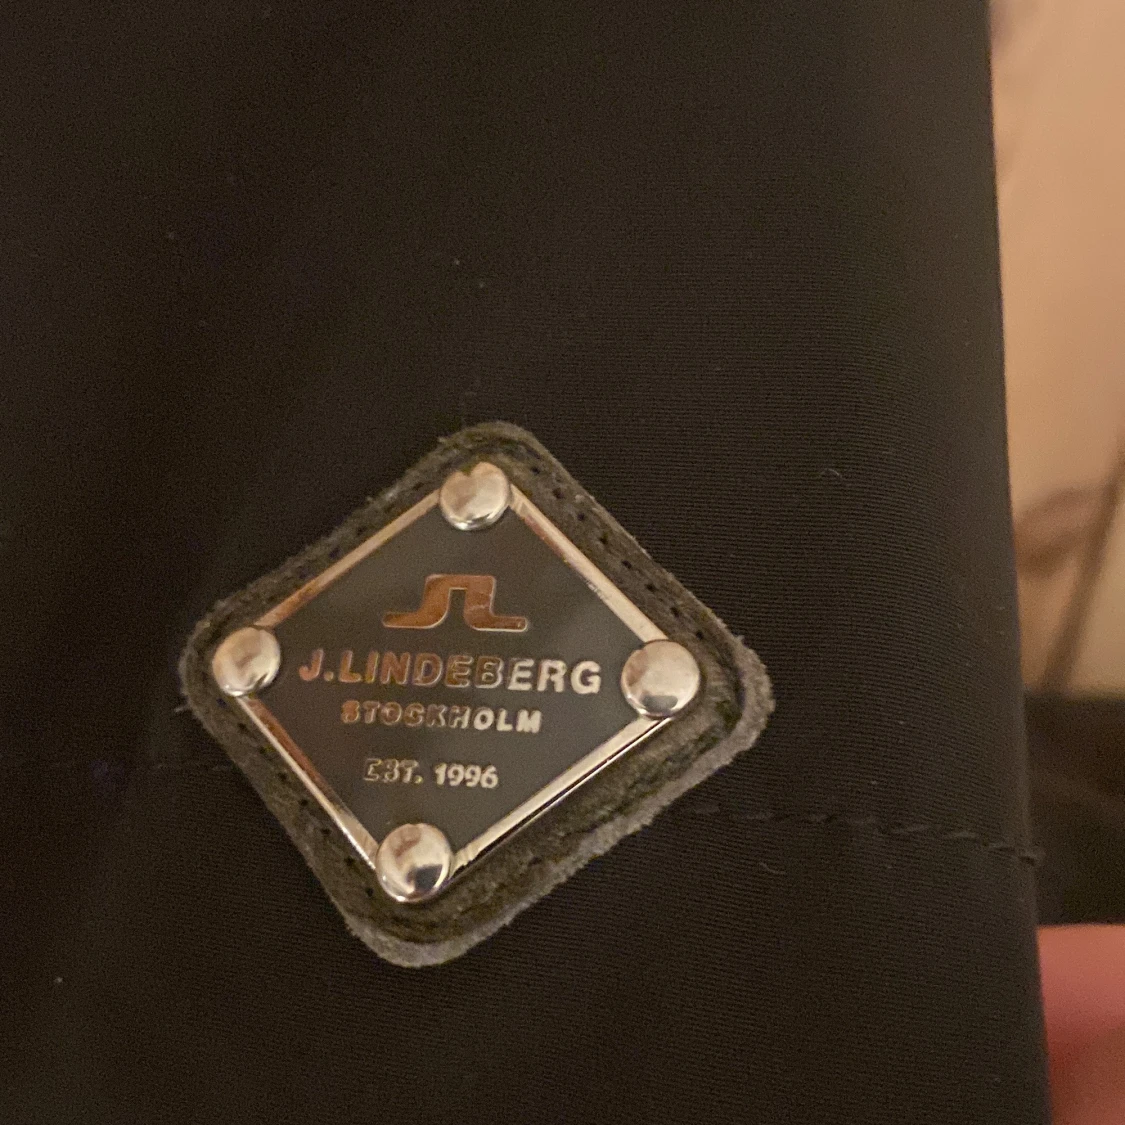 J.LINDEBERG
STOCKHOLM
EST. 1996